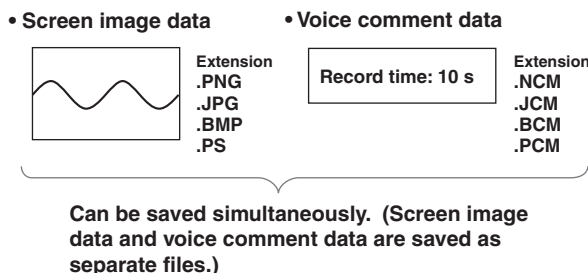 • Screen image data
Extension
.PNG
.JPG
.BMP
.PS
• Voice comment data
Record time: 10 s
Extension
.NCM
.JCM
.BCM
.PCM
Can be saved simultaneously. (Screen image
data and voice comment data are saved as
separate files.)